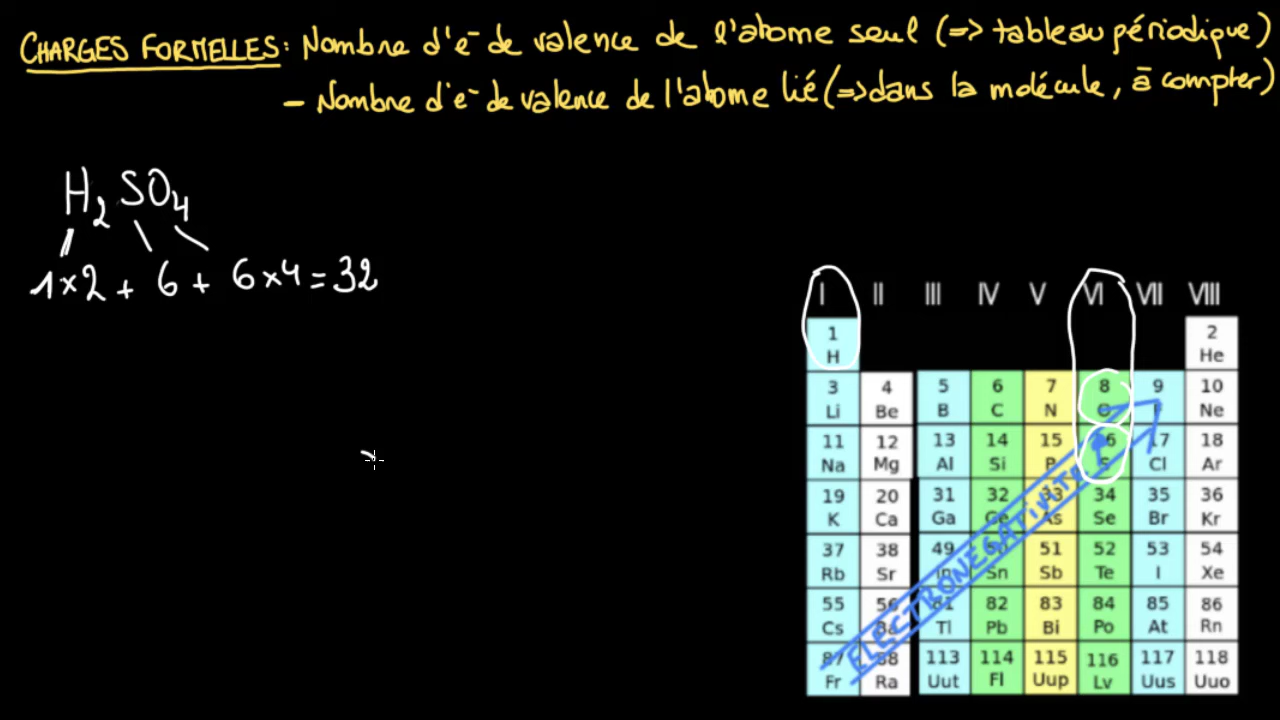 CHARGES FORMELLES: Nombre d'e⁻ de valence de l'atome seul (=> tableau périodique)
- Nombre d'e⁻ de valence de l'atome lié (=> dans la molécule, à compter)
H₂SO₄
1×2 + 6 + 6×4 = 32
I II III IV V VI VII VIII
1 2
H He
3 4 5 6 7 8 9 10
Li Be B C N O F Ne
11 12 13 14 15 16 17 18
Na Mg Al Si P S Cl Ar
19 20 31 32 33 34 35 36
K Ca Ga Ge As Se Br Kr
37 38 49 50 51 52 53 54
Rb Sr In Sn Sb Te I Xe
55 56 81 82 83 84 85 86
Cs Ba Tl Pb Bi Po At Rn
87 88 113 114 115 116 117 118
Fr Ra Uut Fl Uup Lv Uus Uuo
ELECTRONÉGATIVITÉ